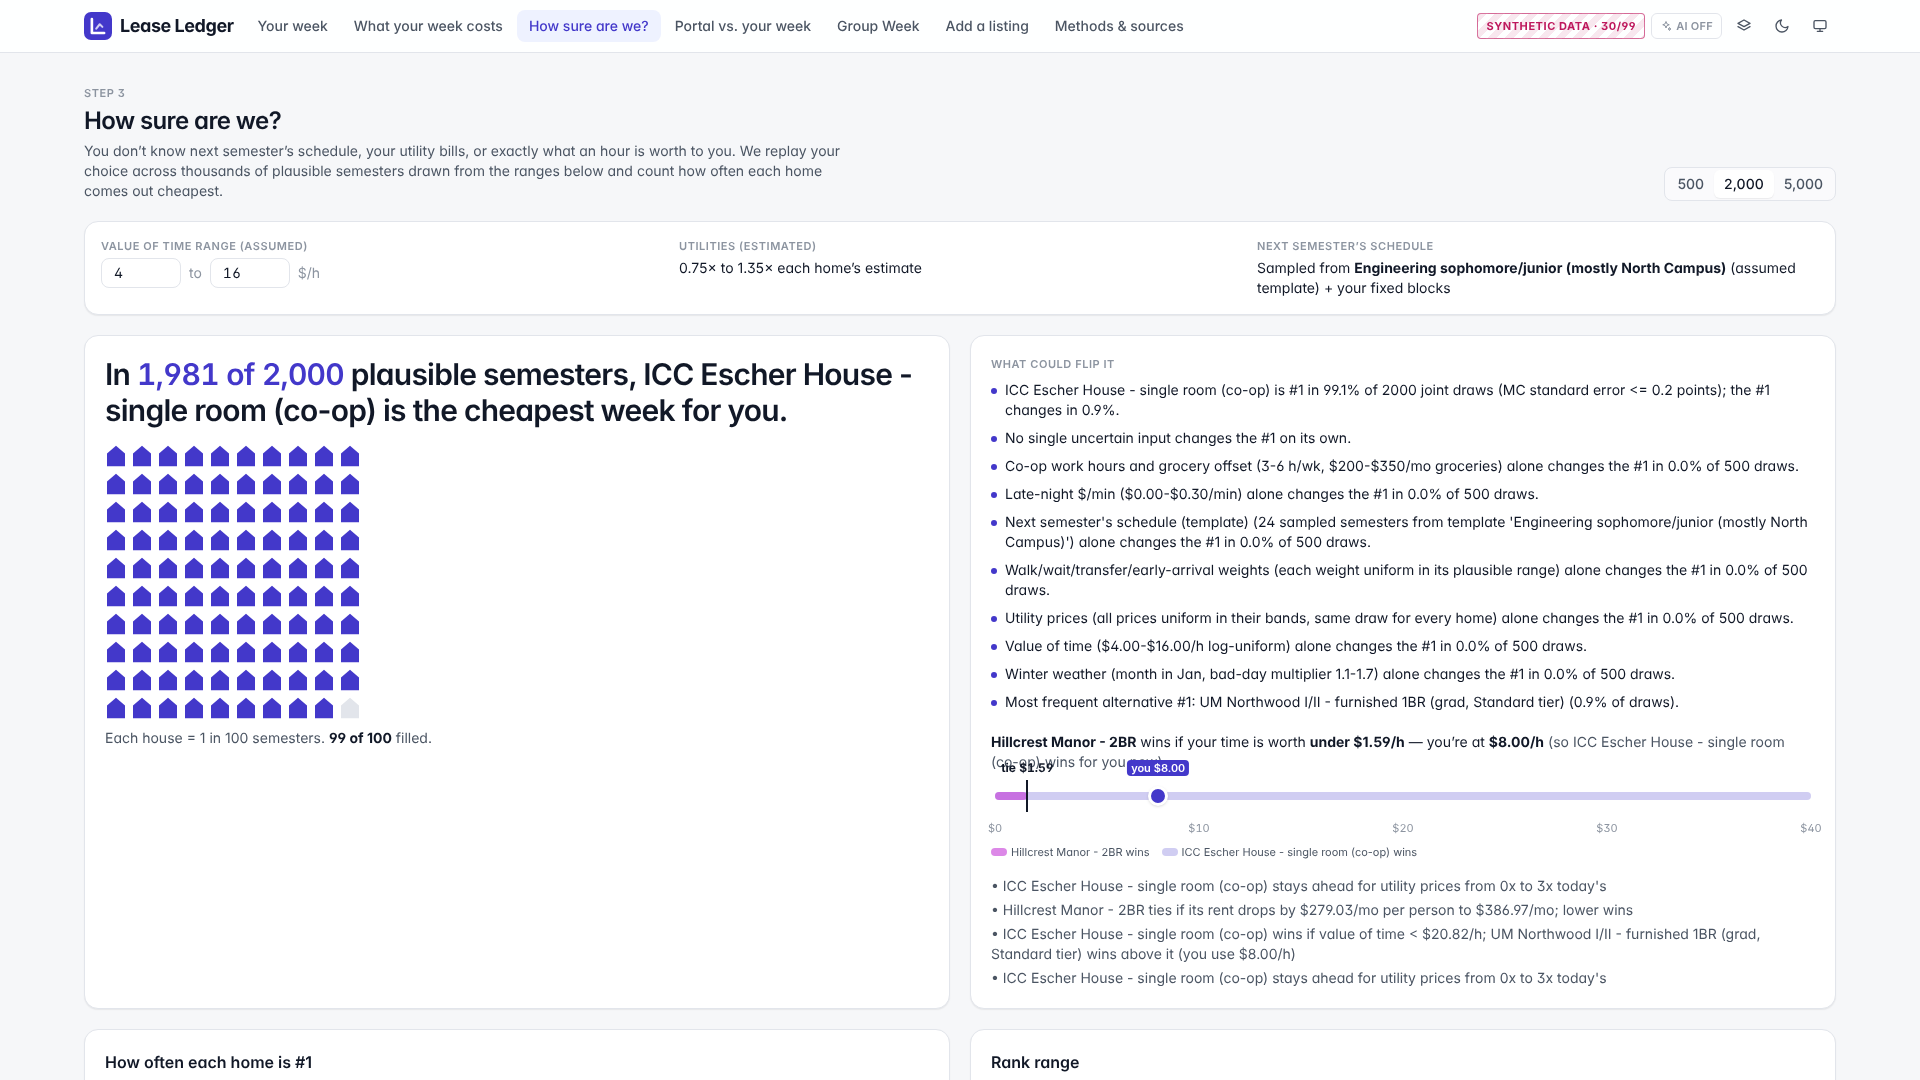 Lease Ledger
Your week
What your week costs
How sure are we?
Portal vs. your week
Group Week
Add a listing
Methods & sources
SYNTHETIC DATA · 30/99
AI OFF
STEP 3
How sure are we?
You don’t know next semester’s schedule, your utility bills, or exactly what an hour is worth to you. We replay your
choice across thousands of plausible semesters drawn from the ranges below and count how often each home
comes out cheapest.
500 2,000 5,000
VALUE OF TIME RANGE (ASSUMED)
4 to 16 $/h
UTILITIES (ESTIMATED)
0.75× to 1.35× each home’s estimate
NEXT SEMESTER’S SCHEDULE
Sampled from Engineering sophomore/junior (mostly North Campus) (assumed
template) + your fixed blocks
In 1,981 of 2,000 plausible semesters, ICC Escher House -
single room (co-op) is the cheapest week for you.
Each house = 1 in 100 semesters. 99 of 100 filled.
WHAT COULD FLIP IT
ICC Escher House - single room (co-op) is #1 in 99.1% of 2000 joint draws (MC standard error <= 0.2 points); the #1
changes in 0.9%.
No single uncertain input changes the #1 on its own.
Co-op work hours and grocery offset (3-6 h/wk, $200-$350/mo groceries) alone changes the #1 in 0.0% of 500 draws.
Late-night $/min ($0.00-$0.30/min) alone changes the #1 in 0.0% of 500 draws.
Next semester's schedule (template) (24 sampled semesters from template 'Engineering sophomore/junior (mostly North
Campus)') alone changes the #1 in 0.0% of 500 draws.
Walk/wait/transfer/early-arrival weights (each weight uniform in its plausible range) alone changes the #1 in 0.0% of 500
draws.
Utility prices (all prices uniform in their bands, same draw for every home) alone changes the #1 in 0.0% of 500 draws.
Value of time ($4.00-$16.00/h log-uniform) alone changes the #1 in 0.0% of 500 draws.
Winter weather (month in Jan, bad-day multiplier 1.1-1.7) alone changes the #1 in 0.0% of 500 draws.
Most frequent alternative #1: UM Northwood I/II - furnished 1BR (grad, Standard tier) (0.9% of draws).
Hillcrest Manor - 2BR wins if your time is worth under $1.59/h — you’re at $8.00/h (so ICC Escher House - single room
(co-op) wins for you
tie $1.59
you $8.00
$0 $10 $20 $30 $40
Hillcrest Manor - 2BR wins
ICC Escher House - single room (co-op) wins
• ICC Escher House - single room (co-op) stays ahead for utility prices from 0x to 3x today's
• Hillcrest Manor - 2BR ties if its rent drops by $279.03/mo per person to $386.97/mo; lower wins
• ICC Escher House - single room (co-op) wins if value of time < $20.82/h; UM Northwood I/II - furnished 1BR (grad,
Standard tier) wins above it (you use $8.00/h)
• ICC Escher House - single room (co-op) stays ahead for utility prices from 0x to 3x today's
How often each home is #1
Rank range